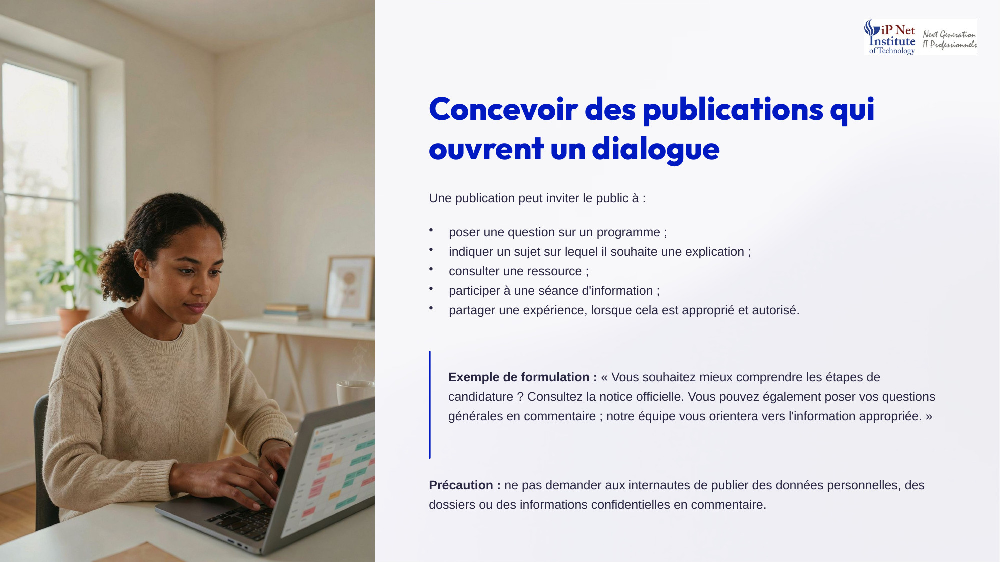 iP Net
Institute
of Technology
Next Generation
IT Professionnels
Concevoir des publications qui
ouvrent un dialogue
Une publication peut inviter le public à :
• poser une question sur un programme ;
• indiquer un sujet sur lequel il souhaite une explication ;
• consulter une ressource ;
• participer à une séance d'information ;
• partager une expérience, lorsque cela est approprié et autorisé.
Exemple de formulation : « Vous souhaitez mieux comprendre les étapes de
candidature ? Consultez la notice officielle. Vous pouvez également poser vos questions
générales en commentaire ; notre équipe vous orientera vers l'information appropriée. »
Précaution : ne pas demander aux internautes de publier des données personnelles, des
dossiers ou des informations confidentielles en commentaire.